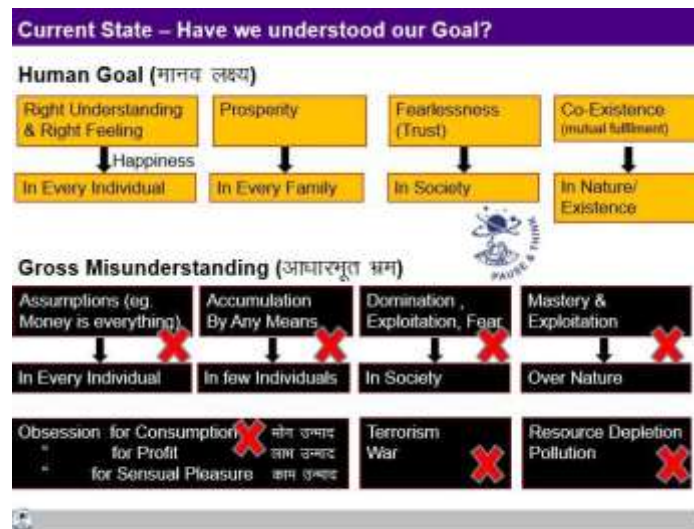 Current State – Have we understood our Goal?
Human Goal (मानव लक्ष्य)
Right Understanding
& Right Feeling
Prosperity
Fearlessness
(Trust)
Co-Existence
(mutual fulfilment)
Happiness
In Every Individual
In Every Family
In Society
In Nature/
Existence
PAUSE & THINK
Gross Misunderstanding (आधारभूत भ्रम)
Assumptions (eg.
Money is everything)
Accumulation
By Any Means
Domination ,
Exploitation, Fear
Mastery &
Exploitation
In Every Individual
In few Individuals
In Society
Over Nature
Obsession for Consumption भोग उन्माद
" for Profit लाभ उन्माद
" for Sensual Pleasure काम उन्माद
Terrorism
War
Resource Depletion
Pollution